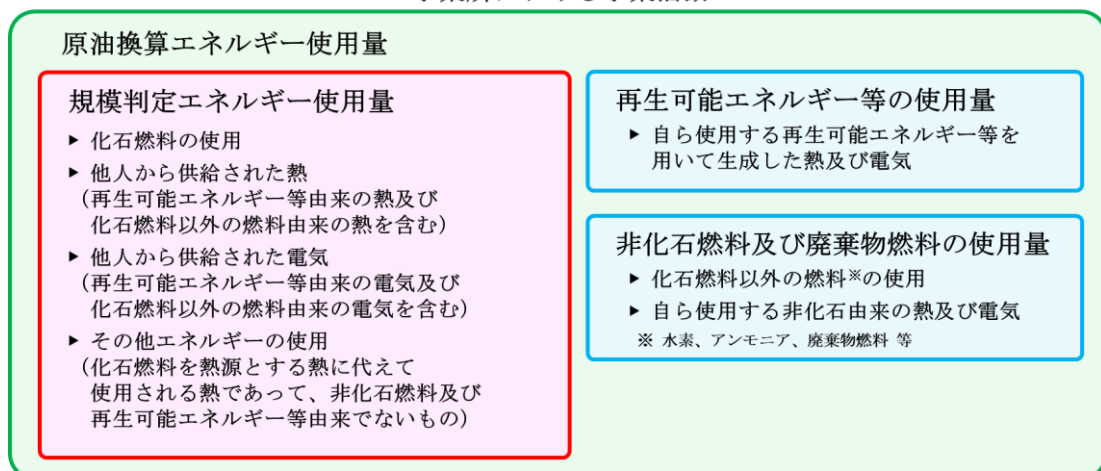 原油換算エネルギー使用量
規模判定エネルギー使用量
▶ 化石燃料の使用
▶ 他人から供給された熱
（再生可能エネルギー等由来の熱及び
化石燃料以外の燃料由来の熱を含む）
▶ 他人から供給された電気
（再生可能エネルギー等由来の電気及び
化石燃料以外の燃料由来の電気を含む）
▶ その他エネルギーの使用
（化石燃料を熱源とする熱に代えて
使用される熱であって、非化石燃料及び
再生可能エネルギー等由来でないもの）
再生可能エネルギー等の使用量
▶ 自ら使用する再生可能エネルギー等を
用いて生成した熱及び電気
非化石燃料及び廃棄物燃料の使用量
▶ 化石燃料以外の燃料※の使用
▶ 自ら使用する非化石由来の熱及び電気
※ 水素、アンモニア、廃棄物燃料 等